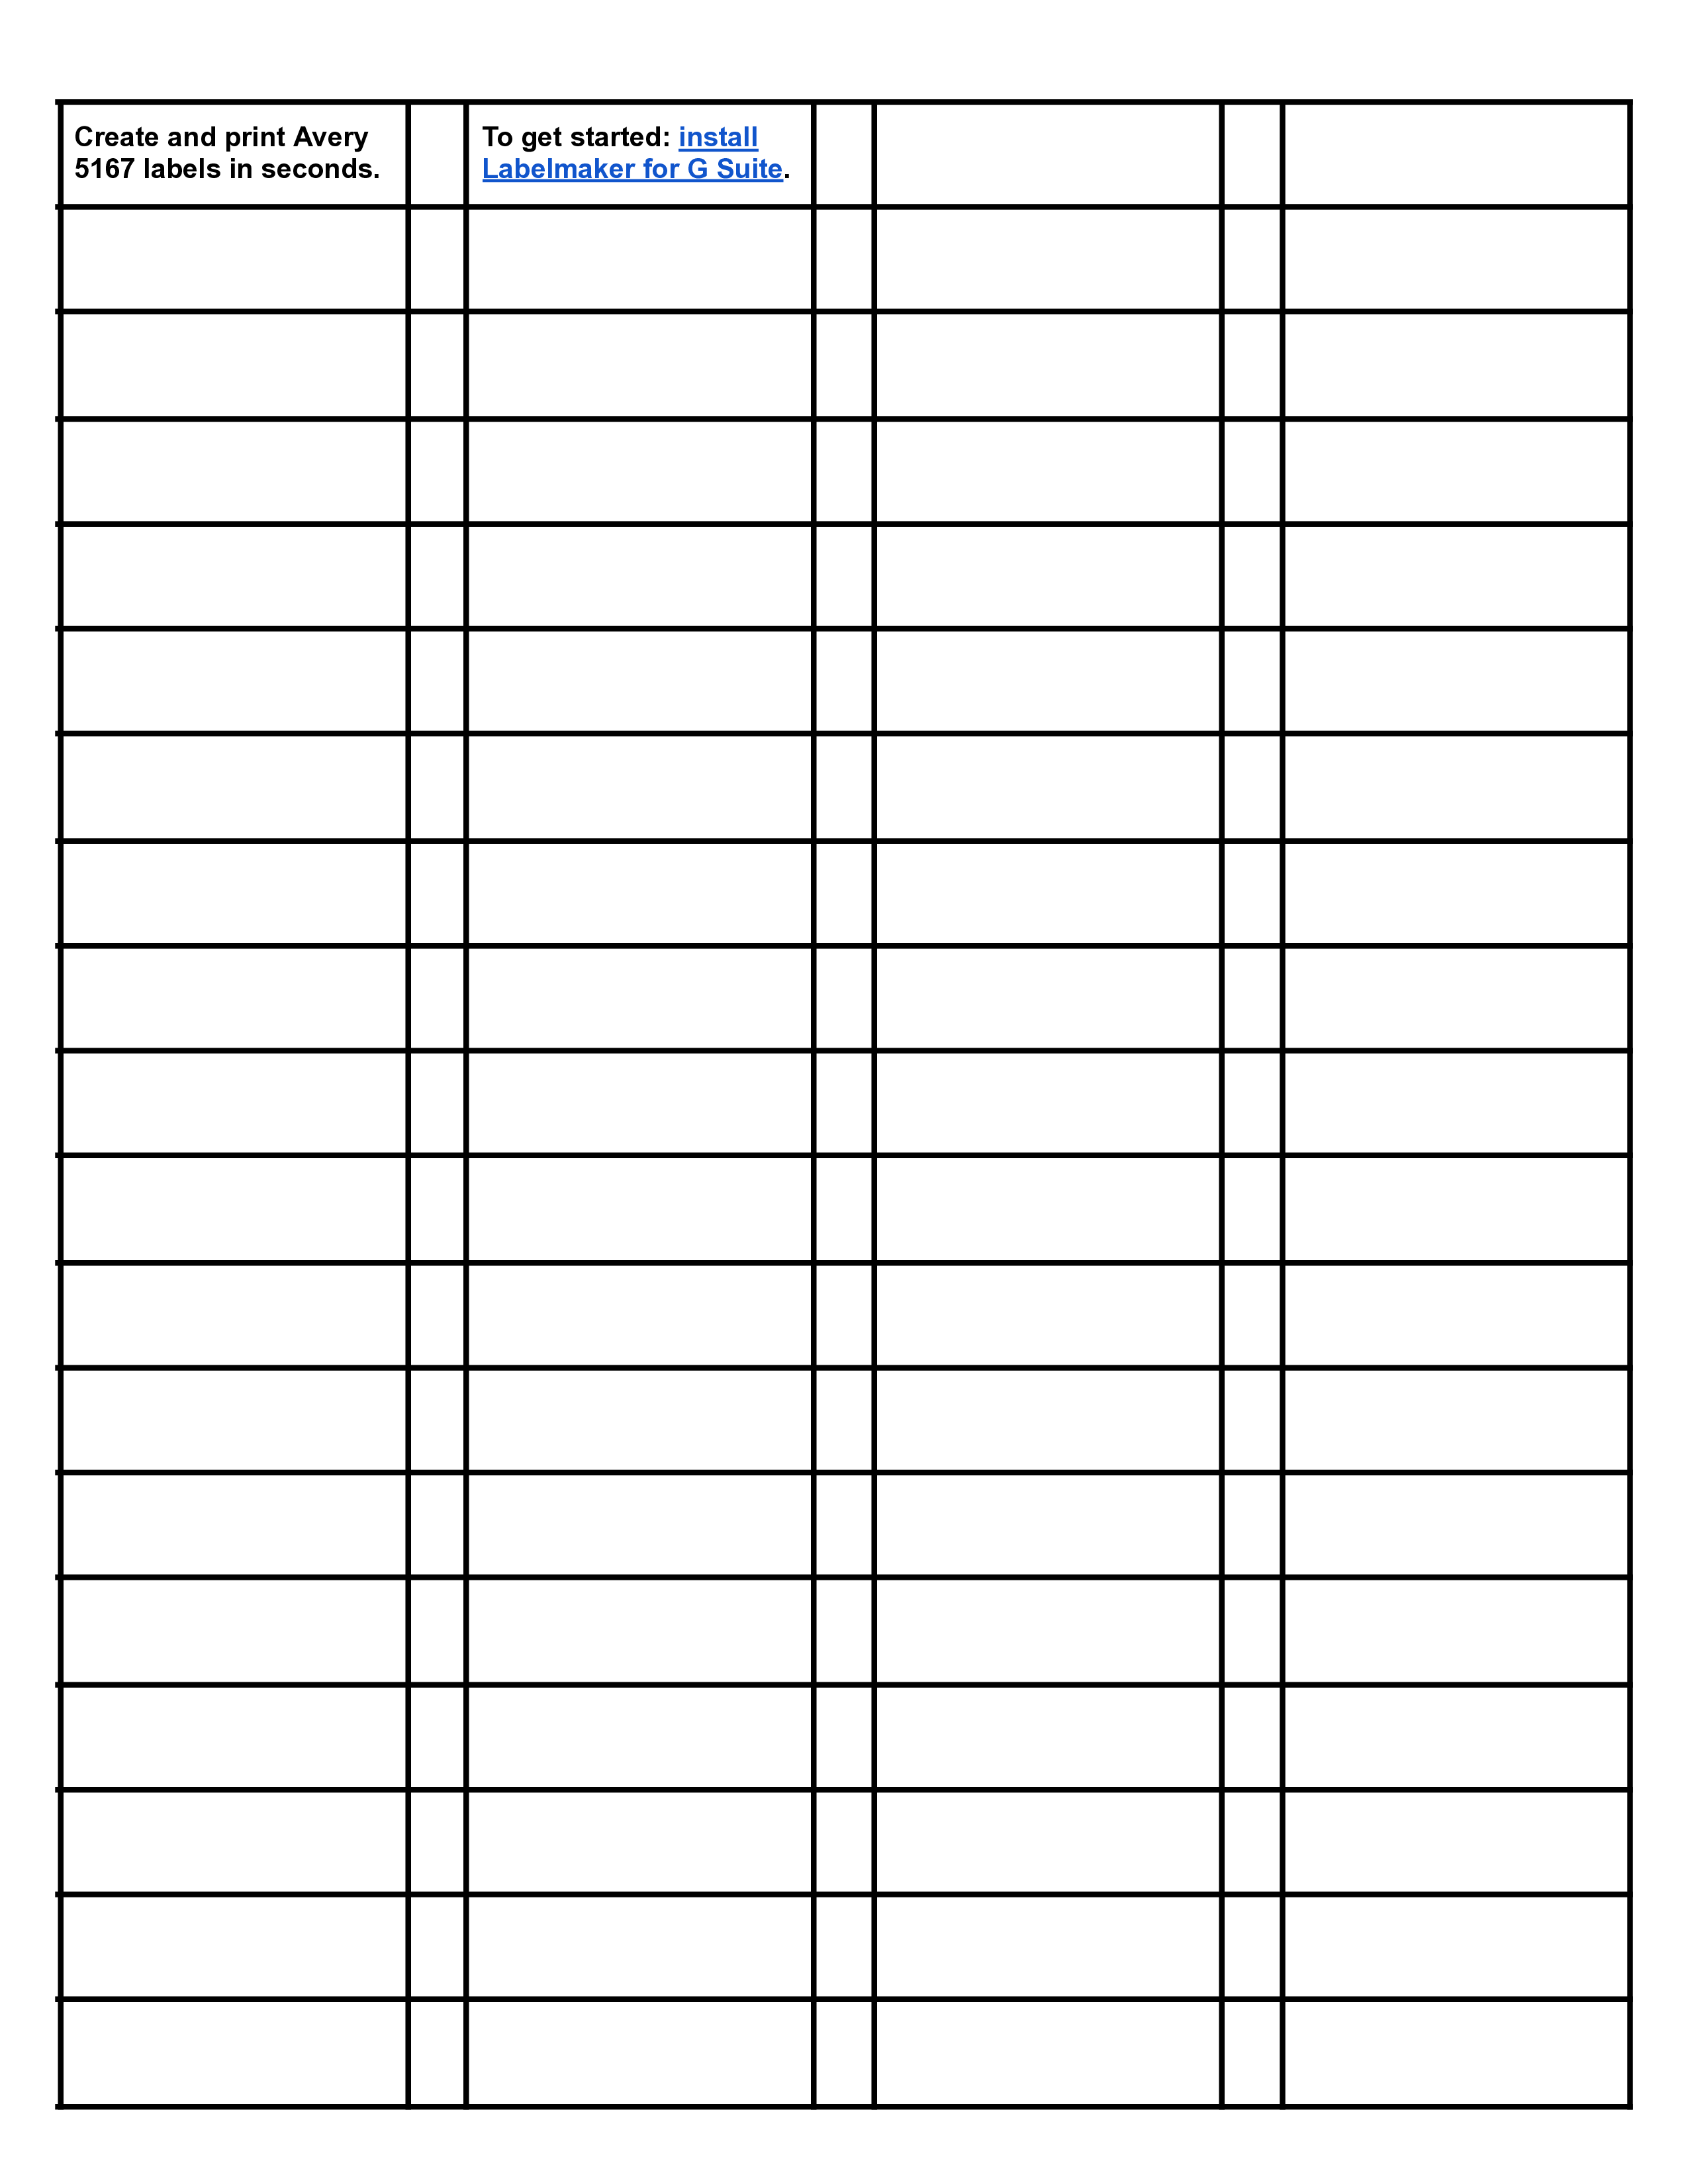 Create and print Avery
5167 labels in seconds.
To get started: install
Labelmaker for G Suite.